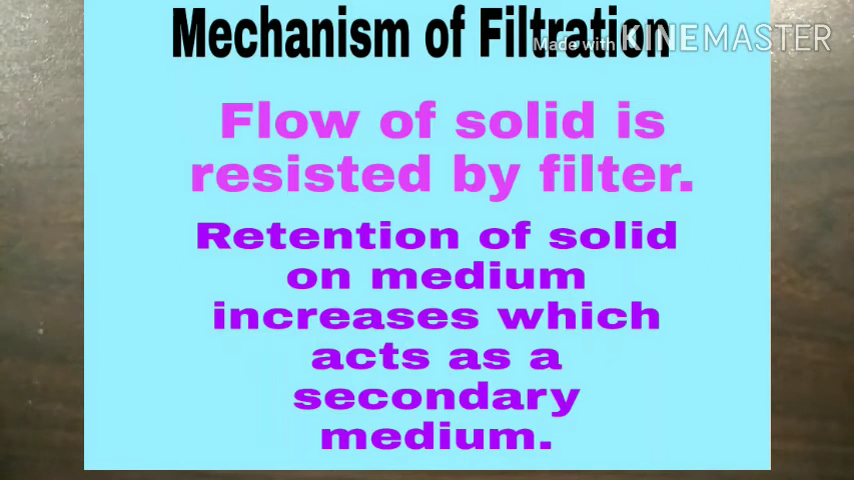 Mechanism of Filtration
Made with KINEMASTER
Flow of solid is
resisted by filter.
Retention of solid
on medium
increases which
acts as a
secondary
medium.